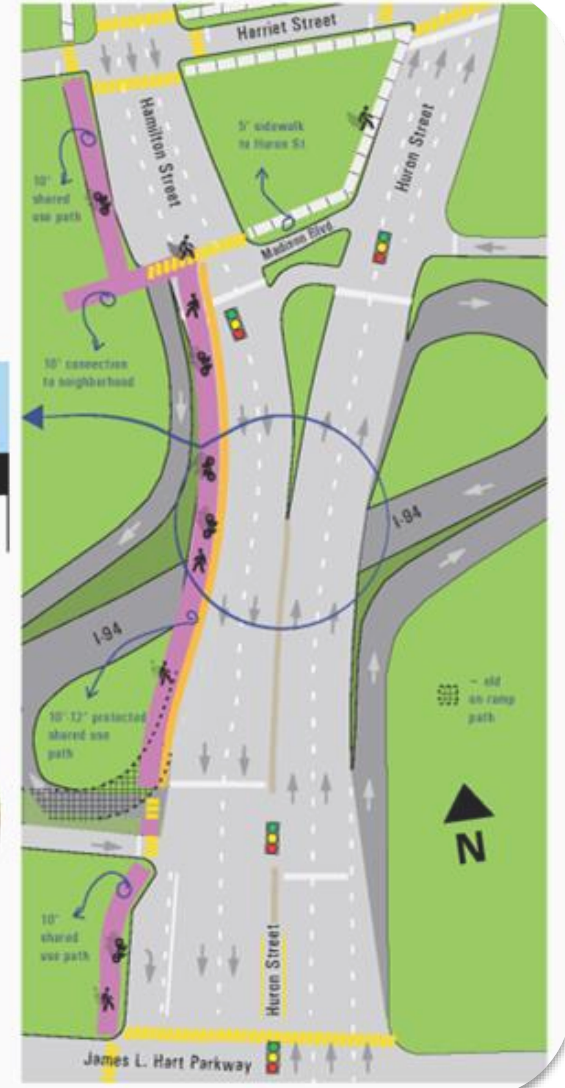 Harriet Street
Hamilton Street
Huron Street
5' sidewalk
to Huron St
10'
shared
use path
Madison Blvd
10' connection
to neighborhood
I-94
I-94
10'-12' protected
shared use
path
- old
on ramp
path
N
10'
shared
use path
Huron Street
James L. Hart Parkway